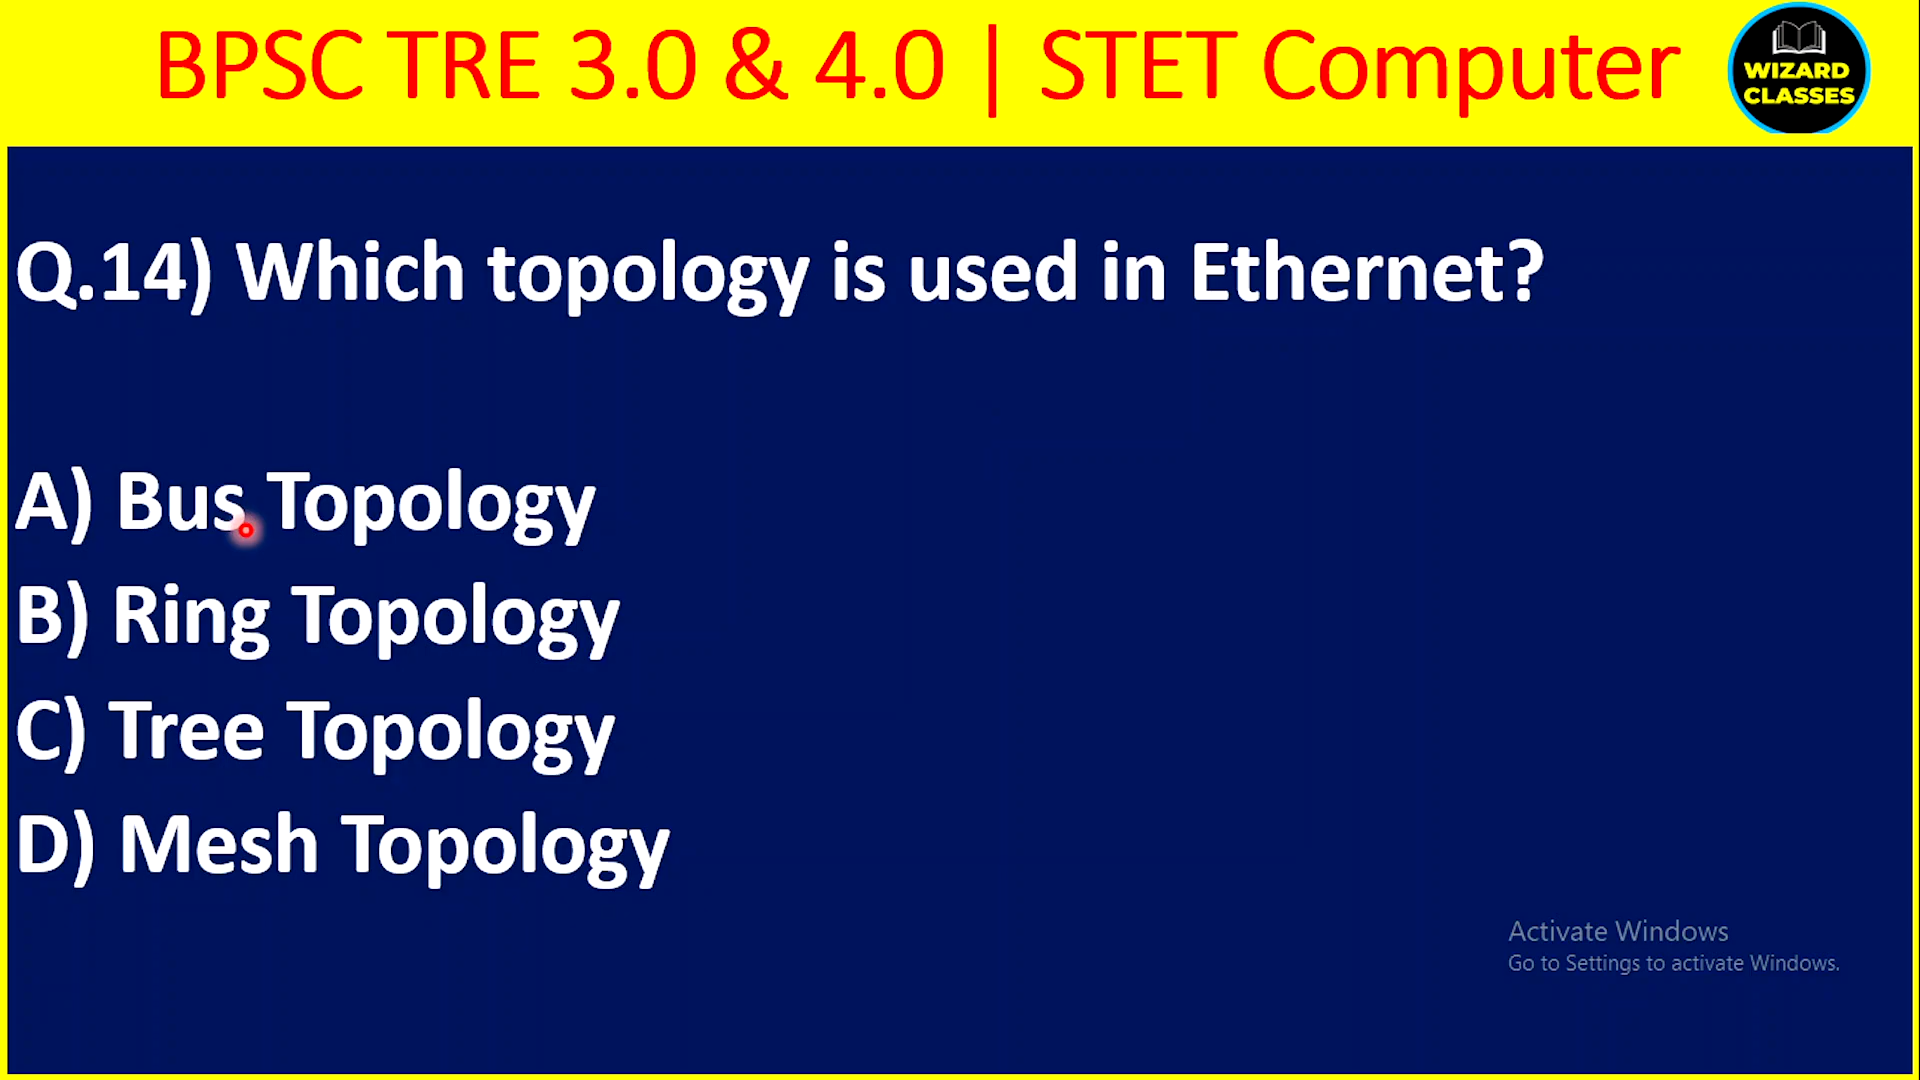 BPSC TRE 3.0 & 4.0 | STET Computer
WIZARD
CLASSES
Q.14) Which topology is used in Ethernet?
A) Bus Topology
B) Ring Topology
C) Tree Topology
D) Mesh Topology
Activate Windows
Go to Settings to activate Windows.